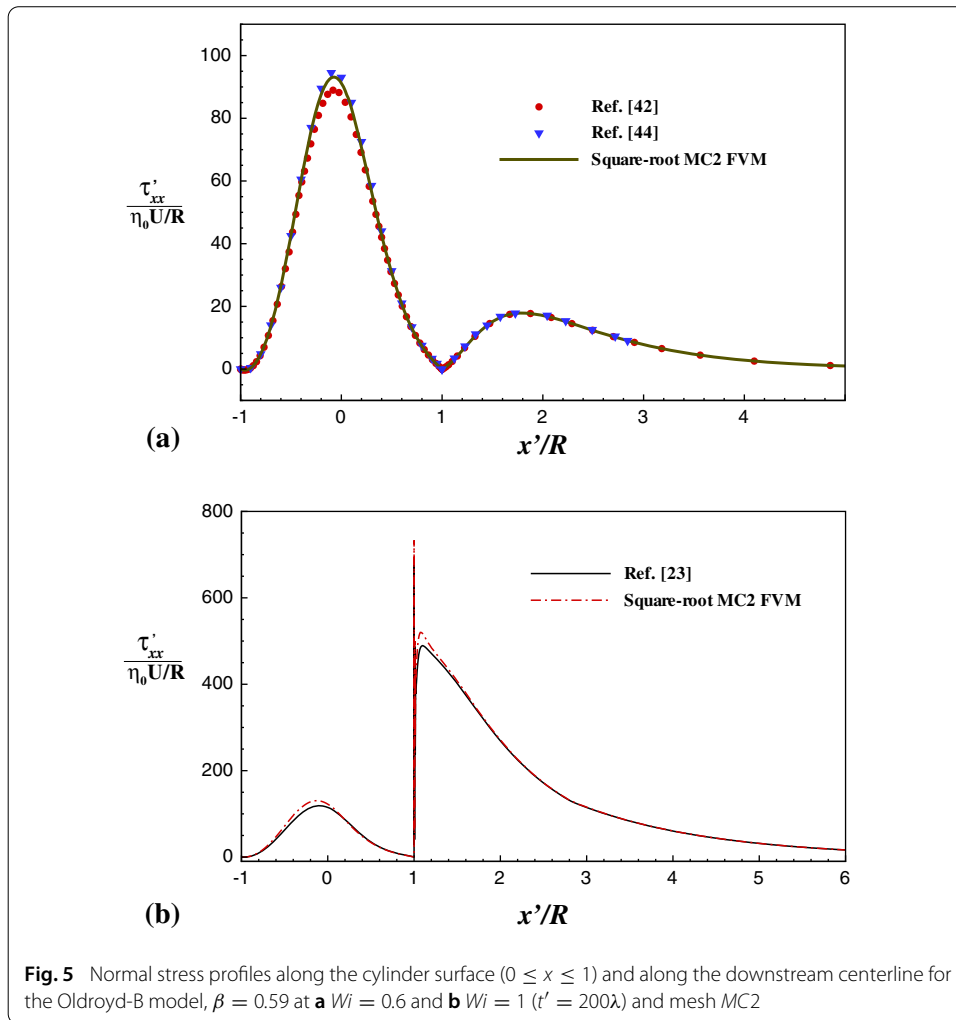 100
80
60
40
20
0
τ'xx
η₀U/R
Ref. [42]
Ref. [44]
Square-root MC2 FVM
-1 0 1 2 3 4
(a)
x'/R
800
600
400
200
0
τ'xx
η₀U/R
Ref. [23]
Square-root MC2 FVM
-1 0 1 2 3 4 5 6
(b)
x'/R
Fig. 5 Normal stress profiles along the cylinder surface (0 ≤ x ≤ 1) and along the downstream centerline for
the Oldroyd-B model, β = 0.59 at a Wi = 0.6 and b Wi = 1 (t′ = 200λ) and mesh MC2